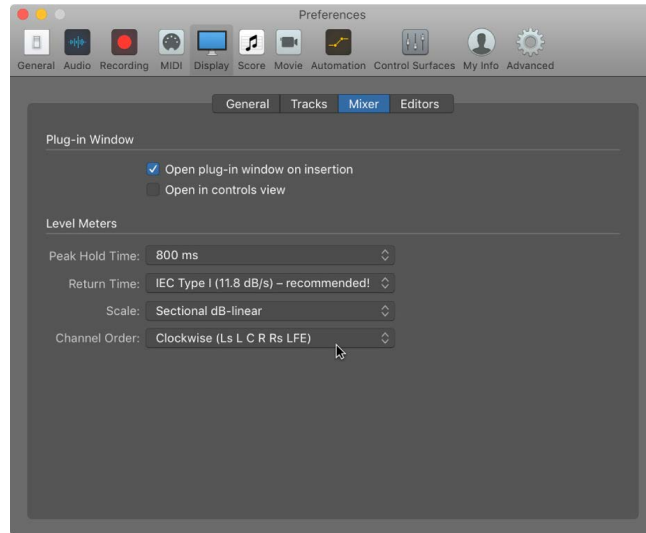 Preferences
General Audio Recording MIDI Display Score Movie Automation Control Surfaces My Info Advanced
General Tracks Mixer Editors
Plug-in Window
Open plug-in window on insertion
Open in controls view
Level Meters
Peak Hold Time: 800 ms
Return Time: IEC Type I (11.8 dB/s) – recommended!
Scale: Sectional dB-linear
Channel Order: Clockwise (Ls L C R Rs LFE)